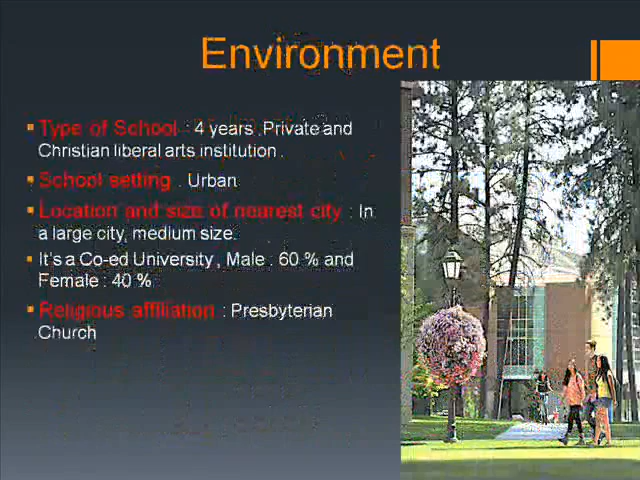 Environment
Type of School : 4 years, Private and
Christian liberal arts institution .
School setting : Urban
Location and size of nearest city : In
a large city, medium size.
It's a Co-ed University, Male : 60 % and
Female : 40 %
Religious affiliation : Presbyterian
Church